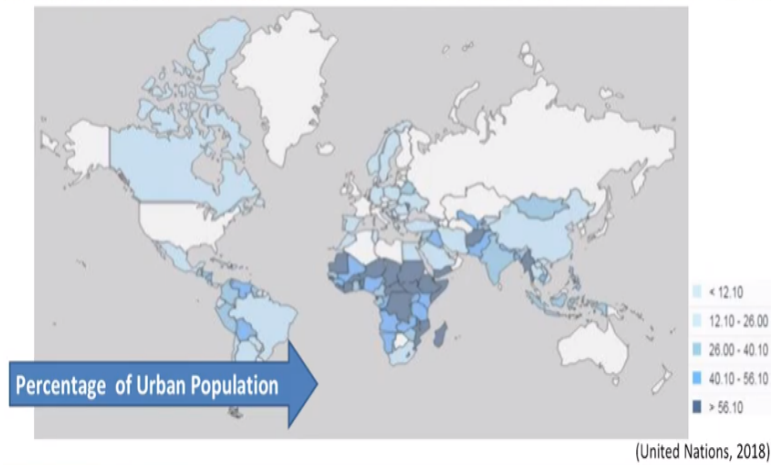 < 12.10
12.10 - 26.00
26.00 - 40.10
40.10 - 56.10
> 56.10
Percentage of Urban Population
(United Nations, 2018)